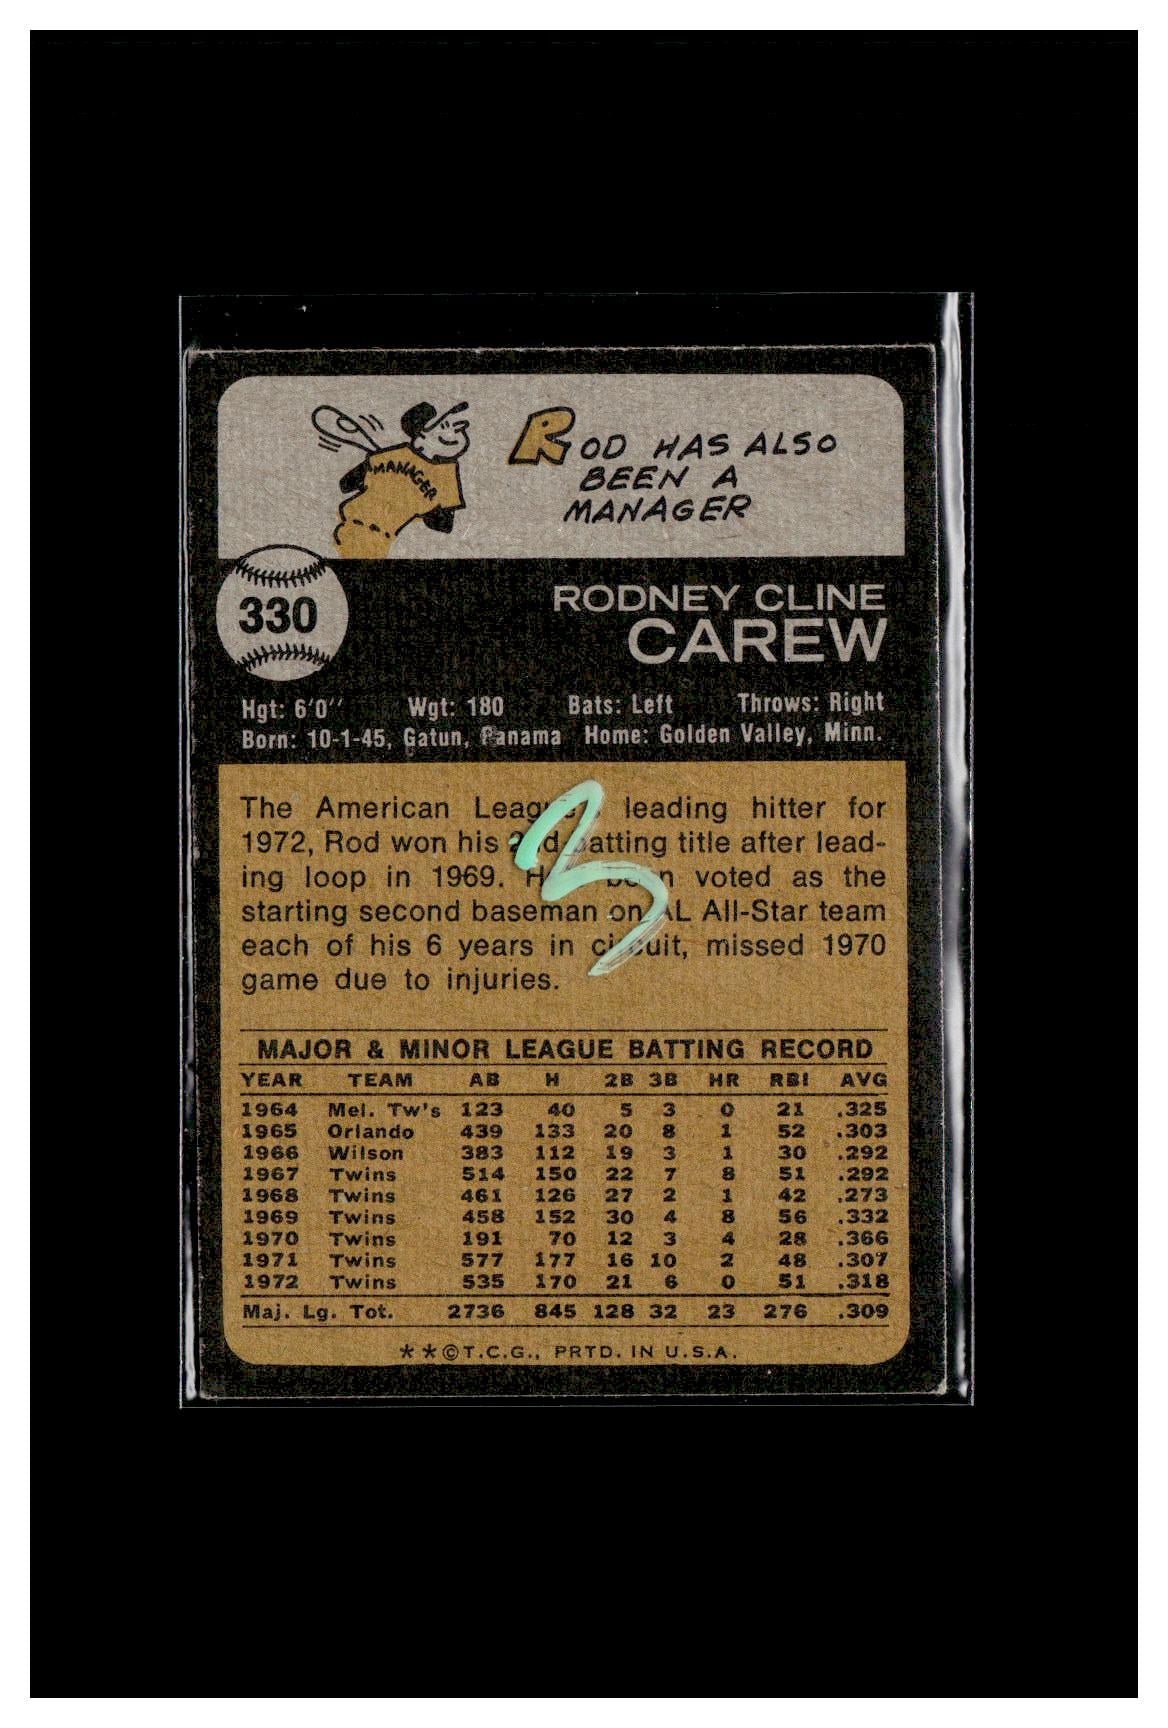 MANAGER
ROD HAS ALSO
BEEN A
MANAGER
330
RODNEY CLINE
CAREW
Hgt: 6'0'' Wgt: 180 Bats: Left Throws: Right
Born: 10-1-45, Gatun, Panama Home: Golden Valley, Minn.
The American League's leading hitter for
1972, Rod won his 2nd batting title after lead-
ing loop in 1969. been voted as the
starting second baseman on AL All-Star team
each of his 6 years in circuit, missed 1970
game due to injuries.
3
MAJOR & MINOR LEAGUE BATTING RECORD
YEAR TEAM AB H 2B 3B HR RBI AVG
1964 Mel. Tw's 123 40 5 3 0 21 .325
1965 Orlando 439 133 20 8 1 52 .303
1966 Wilson 383 112 19 3 1 30 .292
1967 Twins 514 150 22 7 8 51 .292
1968 Twins 461 126 27 2 1 42 .273
1969 Twins 458 152 30 4 8 56 .332
1970 Twins 191 70 12 3 4 28 .366
1971 Twins 577 177 16 10 2 48 .307
1972 Twins 535 170 21 6 0 51 .318
Maj. Lg. Tot. 2736 845 128 32 23 276 .309
**©T.C.G., PRTD. IN U.S.A.